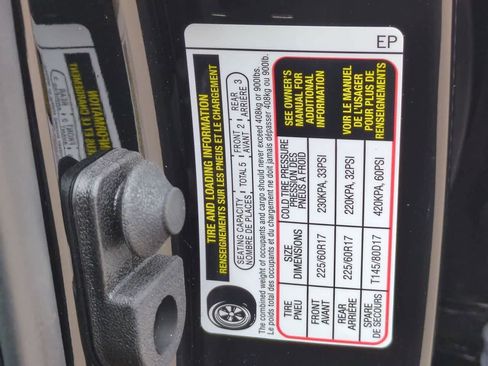 EP
TIRE AND LOADING INFORMATION
RENSEIGNEMENTS SUR LES PNEUS ET LE CHARGEMENT
SEATING CAPACITY TOTAL 5 FRONT 2 REAR 3
NOMBRE DE PLACES AVANT ARRIÈRE
The combined weight of occupants and cargo should never exceed 408kg or 900lbs.
Le poids total des occupants et du chargement ne doit jamais dépasser 408kg ou 900lb.
TIRE SIZE COLD TIRE PRESSURE
PNEU DIMENSIONS PRESSION DES PNEUS À FROID
FRONT AVANT 225/60R17 230KPA, 33PSI
REAR ARRIÈRE 225/60R17 220KPA, 32PSI
SPARE DE SECOURS T145/80D17 420KPA, 60PSI
SEE OWNER'S
MANUAL FOR
ADDITIONAL
INFORMATION
VOIR LE MANUEL
DE L'USAGER
POUR PLUS DE
RENSEIGNEMENTS